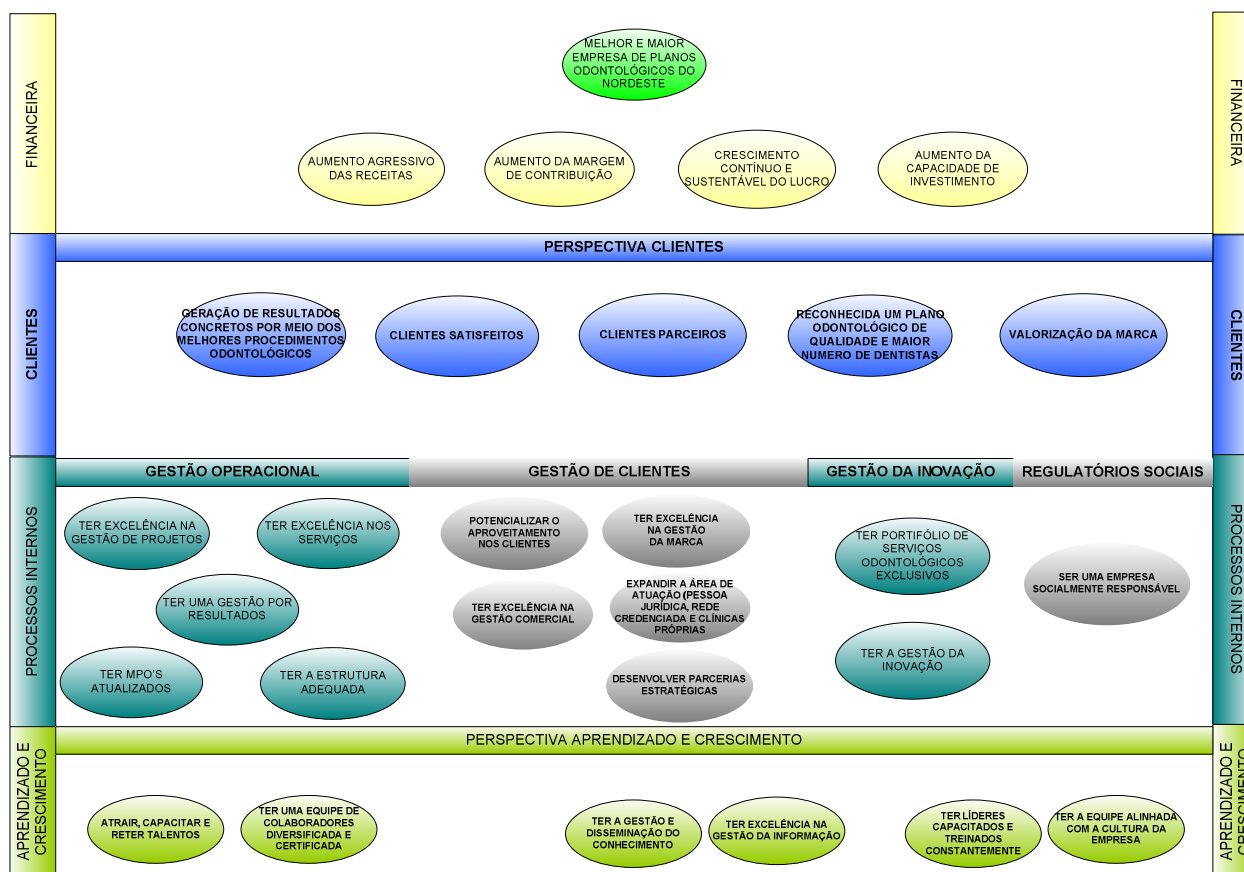 FINANCEIRA
MELHOR E MAIOR
EMPRESA DE PLANOS
ODONTOLÓGICOS DO
NORDESTE
AUMENTO AGRESSIVO
DAS RECEITAS
AUMENTO DA MARGEM
DE CONTRIBUIÇÃO
CRESCIMENTO
CONTÍNUO E
SUSTENTÁVEL DO LUCRO
AUMENTO DA
CAPACIDADE DE
INVESTIMENTO
FINANCEIRA
CLIENTES
PERSPECTIVA CLIENTES
GERAÇÃO DE RESULTADOS
CONCRETOS POR MEIO DOS
MELHORES PROCEDIMENTOS
ODONTOLÓGICOS
CLIENTES SATISFEITOS
CLIENTES PARCEIROS
RECONHECIDA UM PLANO
ODONTOLÓGICO DE
QUALIDADE E MAIOR
NUMERO DE DENTISTAS
VALORIZAÇÃO DA MARCA
CLIENTES
PROCESSOS INTERNOS
GESTÃO OPERACIONAL
TER EXCELÊNCIA NA
GESTÃO DE PROJETOS
TER EXCELÊNCIA NOS
SERVIÇOS
TER UMA GESTÃO POR
RESULTADOS
TER MPO'S
ATUALIZADOS
TER A ESTRUTURA
ADEQUADA
GESTÃO DE CLIENTES
POTENCIALIZAR O
APROVEITAMENTO
NOS CLIENTES
TER EXCELÊNCIA
NA GESTÃO
DA MARCA
TER EXCELÊNCIA NA
GESTÃO COMERCIAL
EXPANDIR A ÁREA DE
ATUAÇÃO (PESSOA
JURÍDICA, REDE
CREDENCIADA E CLÍNICAS
PRÓPRIAS
DESENVOLVER PARCERIAS
ESTRATÉGICAS
GESTÃO DA INOVAÇÃO
TER PORTIFÓLIO DE
SERVIÇOS
ODONTOLÓGICOS
EXCLUSIVOS
TER A GESTÃO DA
INOVAÇÃO
REGULATÓRIOS SOCIAIS
SER UMA EMPRESA
SOCIALMENTE RESPONSÁVEL
PROCESSOS INTERNOS
APRENDIZADO E
CRESCIMENTO
PERSPECTIVA APRENDIZADO E CRESCIMENTO
ATRAIR, CAPACITAR E
RETER TALENTOS
TER UMA EQUIPE DE
COLABORADORES
DIVERSIFICADA E
CERTIFICADA
TER A GESTÃO E
DISSEMINAÇÃO DO
CONHECIMENTO
TER EXCELÊNCIA NA
GESTÃO DA INFORMAÇÃO
TER LÍDERES
CAPACITADOS E
TREINADOS
CONSTANTEMENTE
TER A EQUIPE ALINHADA
COM A CULTURA DA
EMPRESA
APRENDIZADO E
CRESCIMENTO